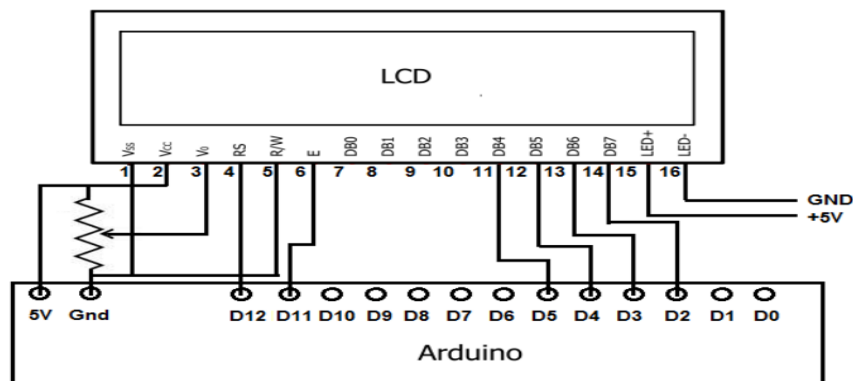 LCD
Vss Vcc V₀ RS R/W E DB0 DB1 DB2 DB3 DB4 DB5 DB6 DB7 LED+ LED-
1 2 3 4 5 6 7 8 9 10 11 12 13 14 15 16
GND
+5V
5V Gnd D12 D11 D10 D9 D8 D7 D6 D5 D4 D3 D2 D1 D0
Arduino